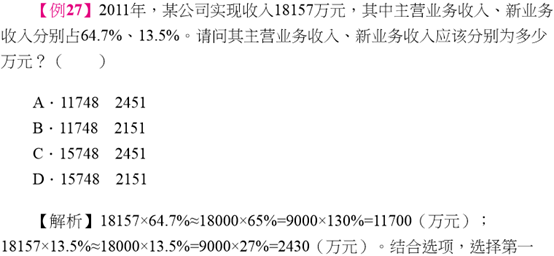 【例27】2011年，某公司实现收入18157万元，其中主营业务收入、新业务
收入分别占64.7%、13.5%。请问其主营业务收入、新业务收入应该分别为多少
万元？（　　）
A．11748　2451
B．11748　2151
C．15748　2451
D．15748　2151
【解析】18157×64.7%≈18000×65%=9000×130%=11700（万元）；
18157×13.5%≈18000×13.5%=9000×27%=2430（万元）。结合选项，选择第一